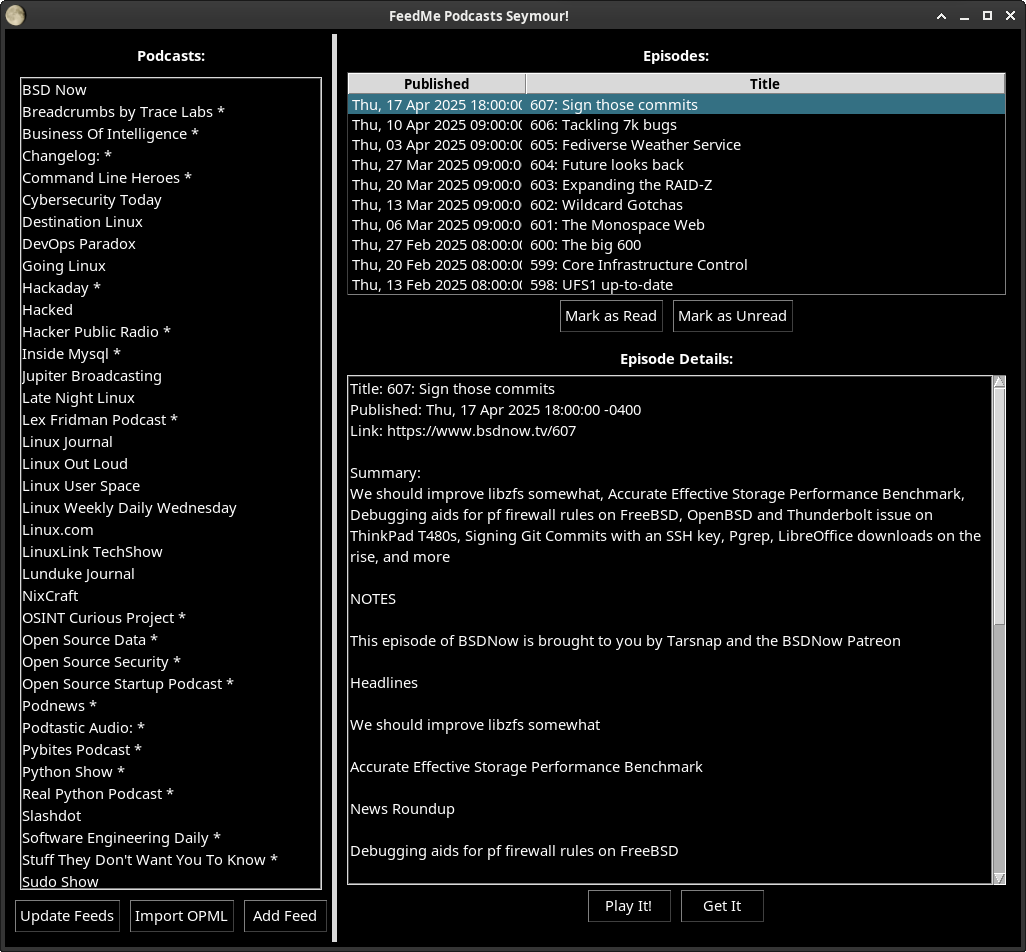 FeedMe Podcasts Seymour!
Podcasts:
BSD Now
Breadcrumbs by Trace Labs *
Business Of Intelligence *
Changelog: *
Command Line Heroes *
Cybersecurity Today
Destination Linux
DevOps Paradox
Going Linux
Hackaday *
Hacked
Hacker Public Radio *
Inside Mysql *
Jupiter Broadcasting
Late Night Linux
Lex Fridman Podcast *
Linux Journal
Linux Out Loud
Linux User Space
Linux Weekly Daily Wednesday
Linux.com
LinuxLink TechShow
Lunduke Journal
NixCraft
OSINT Curious Project *
Open Source Data *
Open Source Security *
Open Source Startup Podcast *
Podnews *
Podtastic Audio: *
Pybites Podcast *
Python Show *
Real Python Podcast *
Slashdot
Software Engineering Daily *
Stuff They Don't Want You To Know *
Sudo Show
Update Feeds Import OPML Add Feed
Episodes:
Published Title
Thu, 17 Apr 2025 18:00:00 607: Sign those commits
Thu, 10 Apr 2025 09:00:00 606: Tackling 7k bugs
Thu, 03 Apr 2025 09:00:00 605: Fediverse Weather Service
Thu, 27 Mar 2025 09:00:0 604: Future looks back
Thu, 20 Mar 2025 09:00:0 603: Expanding the RAID-Z
Thu, 13 Mar 2025 09:00:0 602: Wildcard Gotchas
Thu, 06 Mar 2025 09:00:0 601: The Monospace Web
Thu, 27 Feb 2025 08:00:00 600: The big 600
Thu, 20 Feb 2025 08:00:00 599: Core Infrastructure Control
Thu, 13 Feb 2025 08:00:00 598: UFS1 up-to-date
Mark as Read Mark as Unread
Episode Details:
Title: 607: Sign those commits
Published: Thu, 17 Apr 2025 18:00:00 -0400
Link: https://www.bsdnow.tv/607
Summary:
We should improve libzfs somewhat, Accurate Effective Storage Performance Benchmark,
Debugging aids for pf firewall rules on FreeBSD, OpenBSD and Thunderbolt issue on
ThinkPad T480s, Signing Git Commits with an SSH key, Pgrep, LibreOffice downloads on the
rise, and more
NOTES
This episode of BSDNow is brought to you by Tarsnap and the BSDNow Patreon
Headlines
We should improve libzfs somewhat
Accurate Effective Storage Performance Benchmark
News Roundup
Debugging aids for pf firewall rules on FreeBSD
Play It! Get It